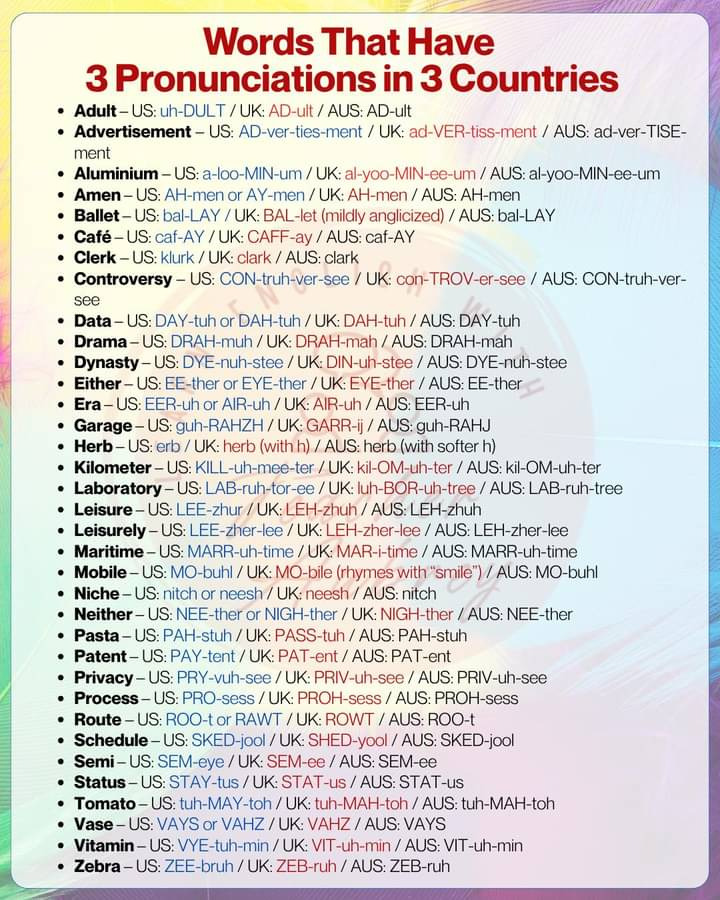 Words That Have
3 Pronunciations in 3 Countries
• Adult – US: uh-DULT / UK: AD-ult / AUS: AD-ult
• Advertisement – US: AD-ver-ties-ment / UK: ad-VER-tiss-ment / AUS: ad-ver-TISE-
ment
• Aluminium – US: a-loo-MIN-um / UK: al-yoo-MIN-ee-um / AUS: al-yoo-MIN-ee-um
• Amen – US: AH-men or AY-men / UK: AH-men / AUS: AH-men
• Ballet – US: bal-LAY / UK: BAL-let (mildly anglicized) / AUS: bal-LAY
• Café – US: caf-AY / UK: CAFF-ay / AUS: caf-AY
• Clerk – US: klurk / UK: clark / AUS: clark
• Controversy – US: CON-truh-ver-see / UK: con-TROV-er-see / AUS: CON-truh-ver-
see
• Data – US: DAY-tuh or DAH-tuh / UK: DAH-tuh / AUS: DAY-tuh
• Drama – US: DRAH-muh / UK: DRAH-mah / AUS: DRAH-mah
• Dynasty – US: DYE-nuh-stee / UK: DIN-uh-stee / AUS: DYE-nuh-stee
• Either – US: EE-ther or EYE-ther / UK: EYE-ther / AUS: EE-ther
• Era – US: EER-uh or AIR-uh / UK: AIR-uh / AUS: EER-uh
• Garage – US: guh-RAHZH / UK: GARR-ij / AUS: guh-RAHJ
• Herb – US: erb / UK: herb (with h) / AUS: herb (with softer h)
• Kilometer – US: KILL-uh-mee-ter / UK: kil-OM-uh-ter / AUS: kil-OM-uh-ter
• Laboratory – US: LAB-ruh-tor-ee / UK: luh-BOR-uh-tree / AUS: LAB-ruh-tree
• Leisure – US: LEE-zhur / UK: LEH-zhuh / AUS: LEH-zhuh
• Leisurely – US: LEE-zher-lee / UK: LEH-zher-lee / AUS: LEH-zher-lee
• Maritime – US: MARR-uh-time / UK: MAR-i-time / AUS: MARR-uh-time
• Mobile – US: MO-buhl / UK: MO-bile (rhymes with “smile”) / AUS: MO-buhl
• Niche – US: nitch or neesh / UK: neesh / AUS: nitch
• Neither – US: NEE-ther or NIGH-ther / UK: NIGH-ther / AUS: NEE-ther
• Pasta – US: PAH-stuh / UK: PASS-tuh / AUS: PAH-stuh
• Patent – US: PAY-tent / UK: PAT-ent / AUS: PAT-ent
• Privacy – US: PRY-vuh-see / UK: PRIV-uh-see / AUS: PRIV-uh-see
• Process – US: PRO-sess / UK: PROH-sess / AUS: PROH-sess
• Route – US: ROO-t or RAWT / UK: ROWT / AUS: ROO-t
• Schedule – US: SKED-jool / UK: SHED-yool / AUS: SKED-jool
• Semi – US: SEM-eye / UK: SEM-ee / AUS: SEM-ee
• Status – US: STAY-tus / UK: STAT-us / AUS: STAT-us
• Tomato – US: tuh-MAY-toh / UK: tuh-MAH-toh / AUS: tuh-MAH-toh
• Vase – US: VAYS or VAHZ / UK: VAHZ / AUS: VAYS
• Vitamin – US: VYE-tuh-min / UK: VIT-uh-min / AUS: VIT-uh-min
• Zebra – US: ZEE-bruh / UK: ZEB-ruh / AUS: ZEB-ruh
ENGLISH WITH
Teacher